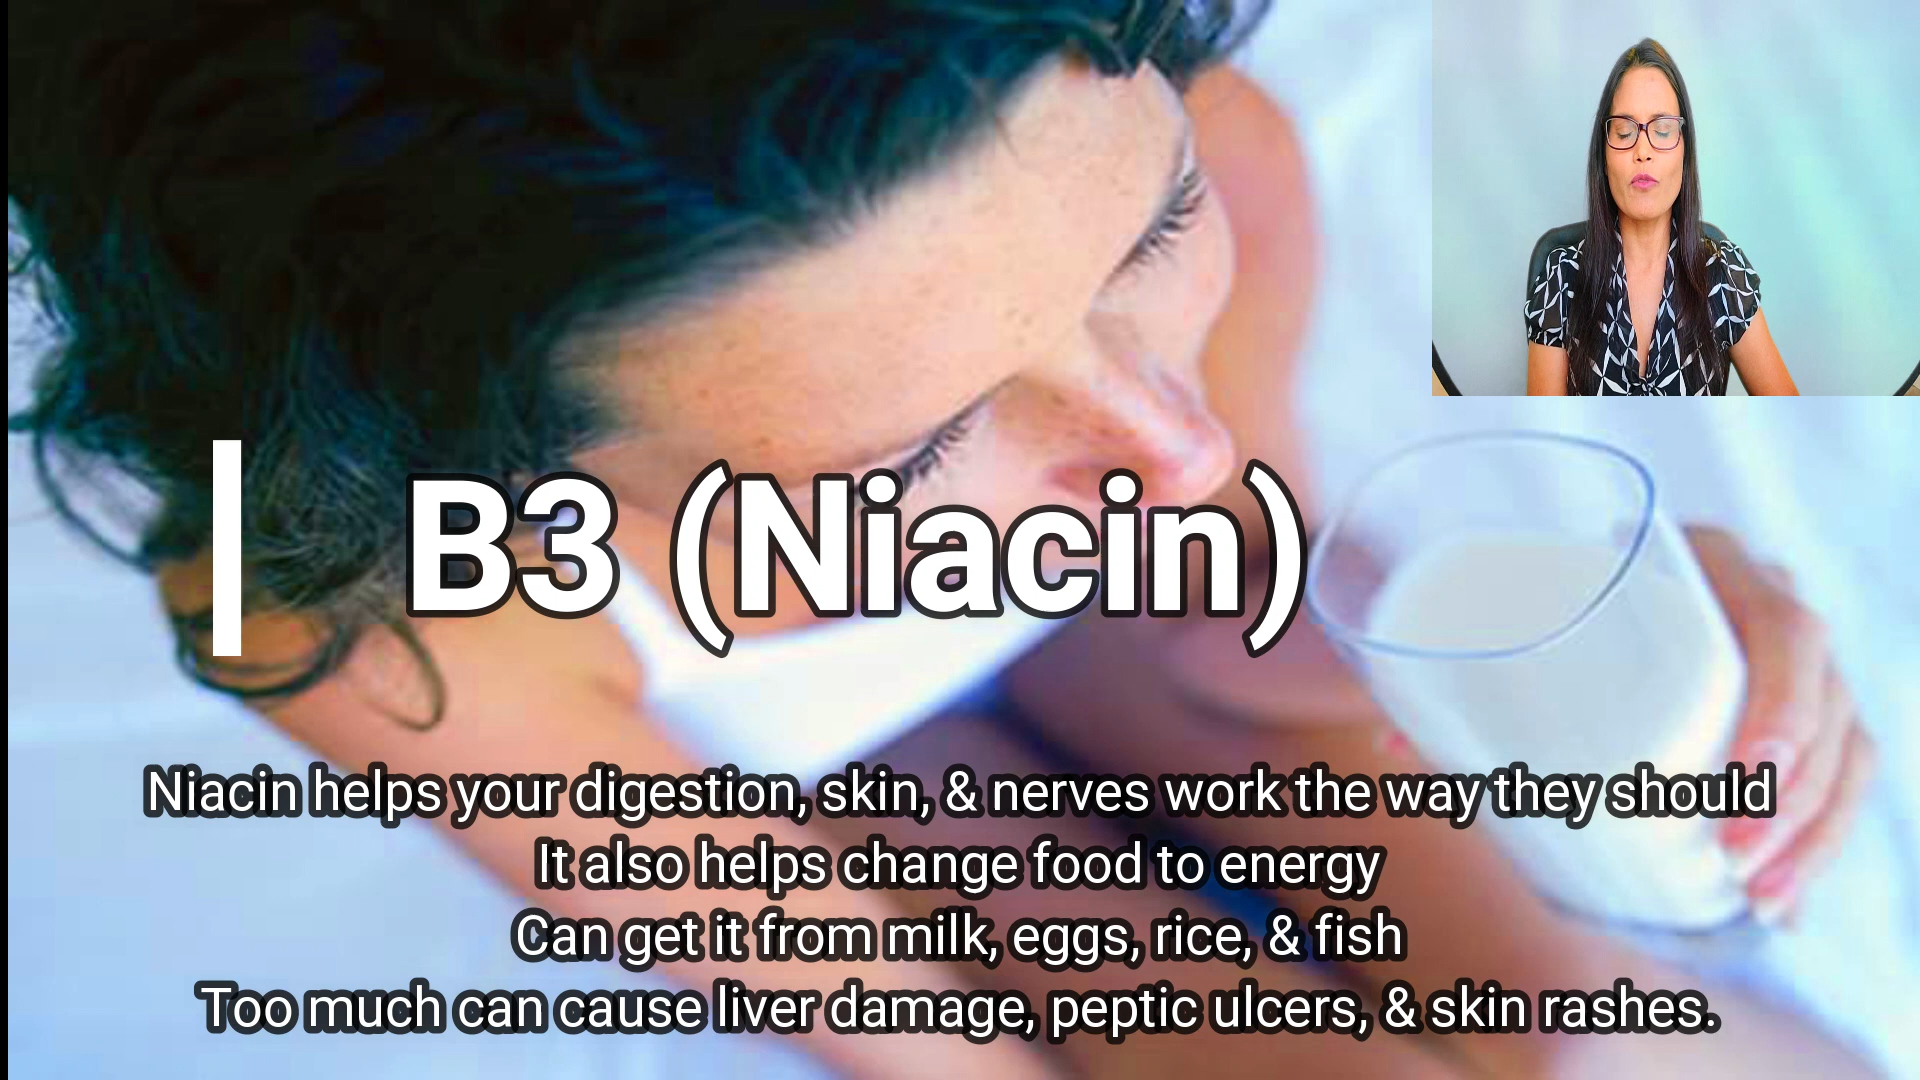 B3 (Niacin)
Niacin helps your digestion, skin, & nerves work the way they should
It also helps change food to energy
Can get it from milk, eggs, rice, & fish
Too much can cause liver damage, peptic ulcers, & skin rashes.